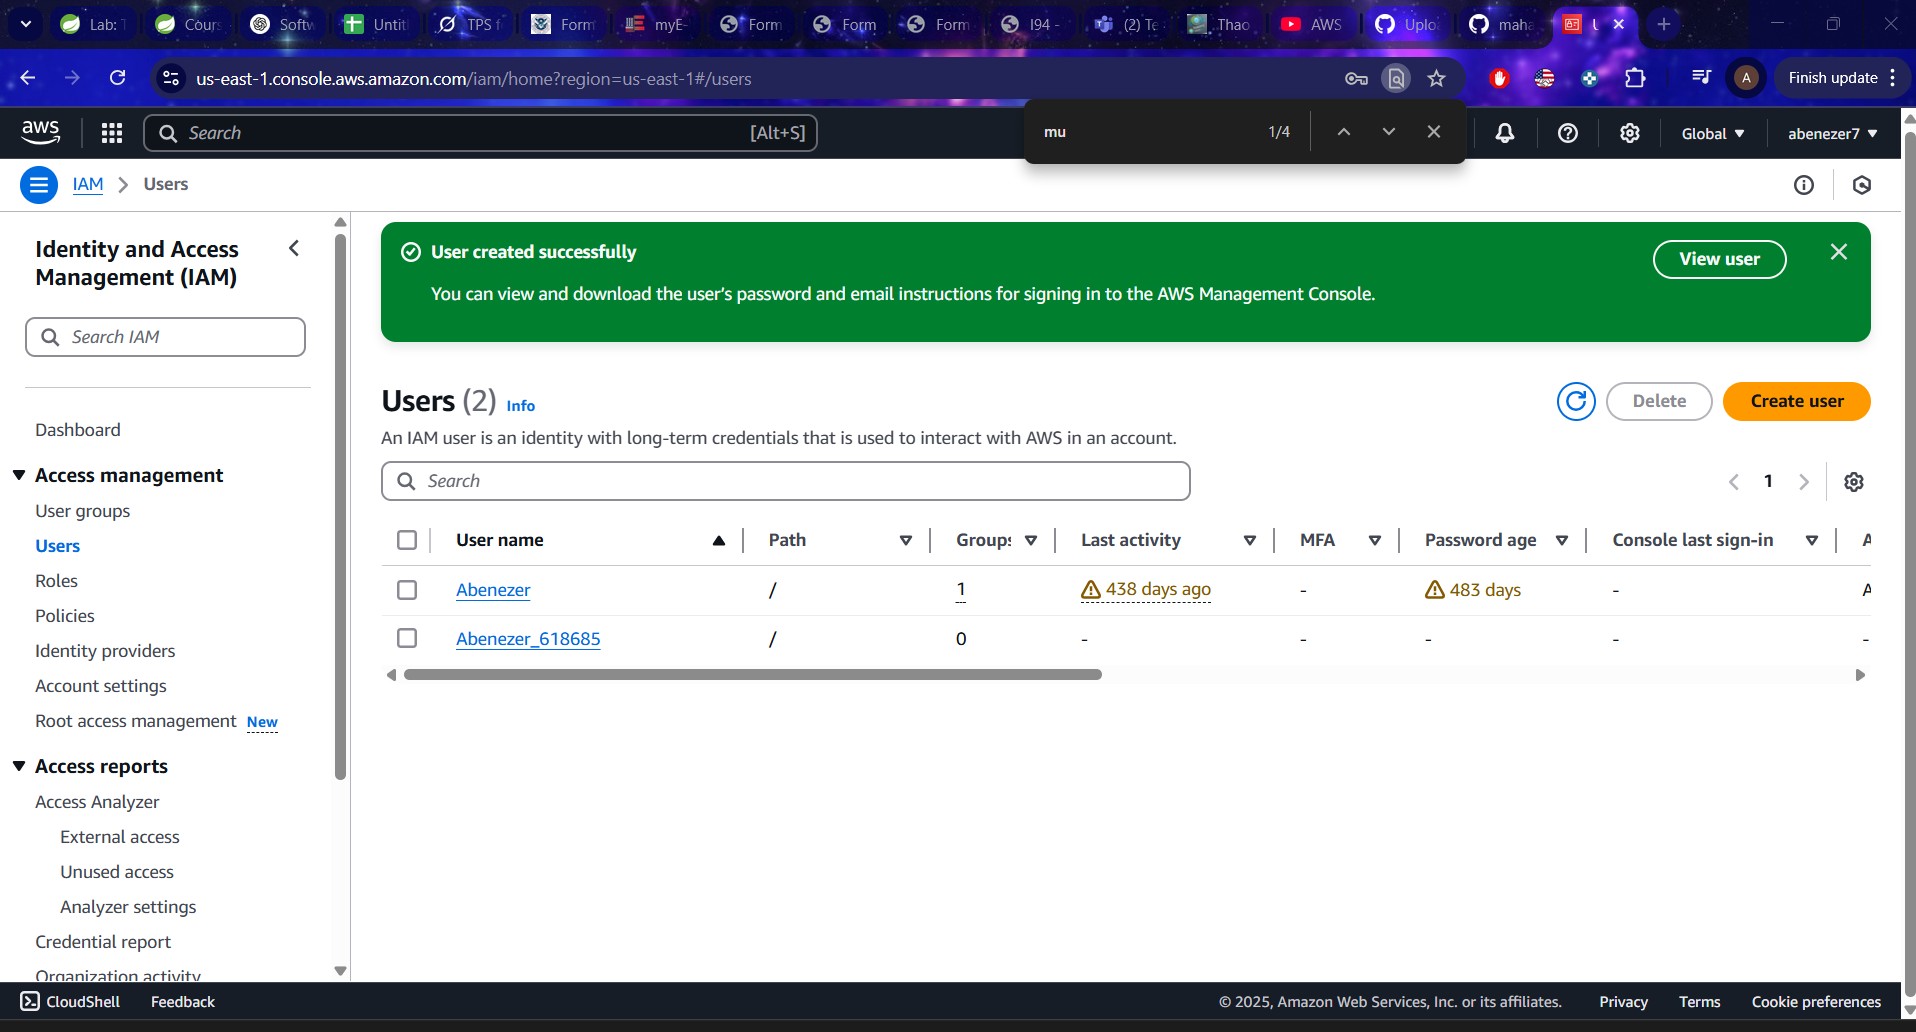 Lab: T
Cours
Softw
Untit
TPS f
Form
myE-
Form
Form
Form
I94 -
(2) Te
Thao
AWS
Uploa
maha
us-east-1.console.aws.amazon.com/iam/home?region=us-east-1#/users
A
Finish update
aws
Search
[Alt+S]
mu
1/4
Global
abenezer7
IAM
Users
Identity and Access
Management (IAM)
Search IAM
Dashboard
Access management
User groups
Users
Roles
Policies
Identity providers
Account settings
Root access management New
Access reports
Access Analyzer
External access
Unused access
Analyzer settings
Credential report
Organization activity
User created successfully
You can view and download the user's password and email instructions for signing in to the AWS Management Console.
View user
Users (2) Info
Delete
Create user
An IAM user is an identity with long-term credentials that is used to interact with AWS in an account.
Search
1
User name Path Groups Last activity MFA Password age Console last sign-in A
Abenezer / 1 438 days ago - 483 days - A
Abenezer_618685 / 0 - - - - -
CloudShell Feedback © 2025, Amazon Web Services, Inc. or its affiliates. Privacy Terms Cookie preferences